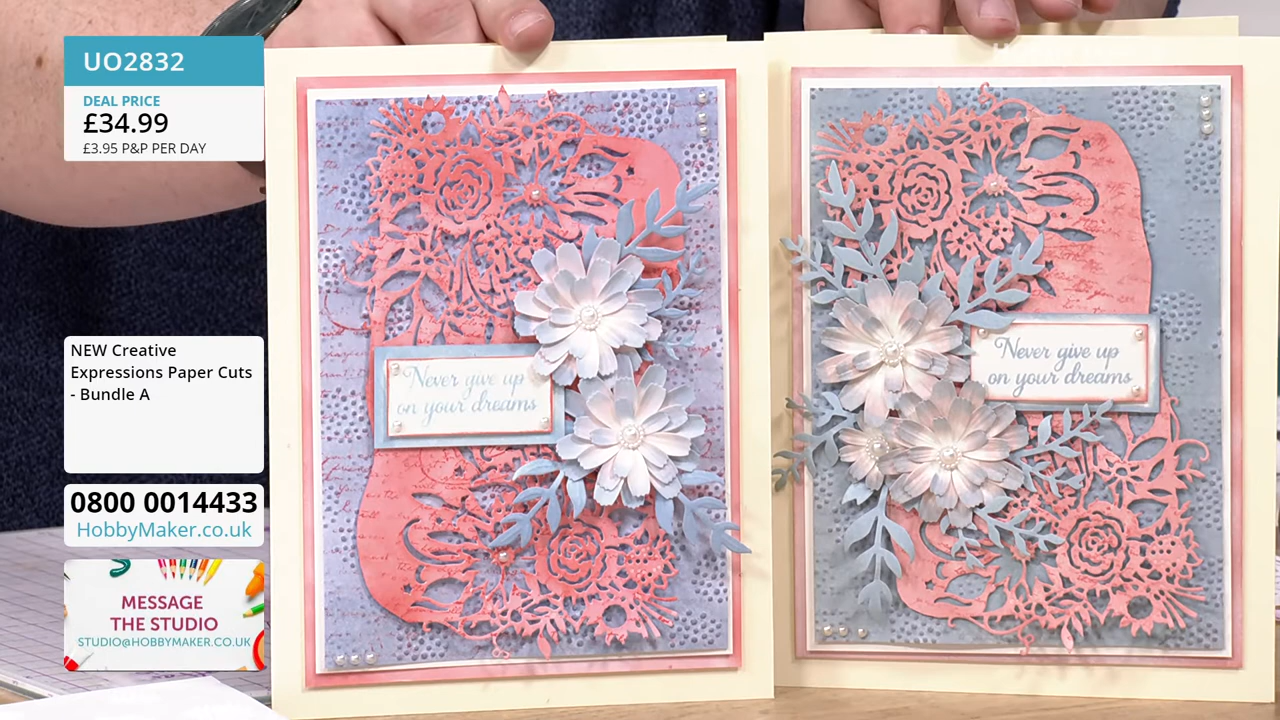 UO2832
DEAL PRICE
£34.99
£3.95 P&P PER DAY
NEW Creative
Expressions Paper Cuts
- Bundle A
0800 0014433
HobbyMaker.co.uk
MESSAGE
THE STUDIO
STUDIO@HOBBYMAKER.CO.UK
Never give up
on your dreams
Never give up
on your dreams